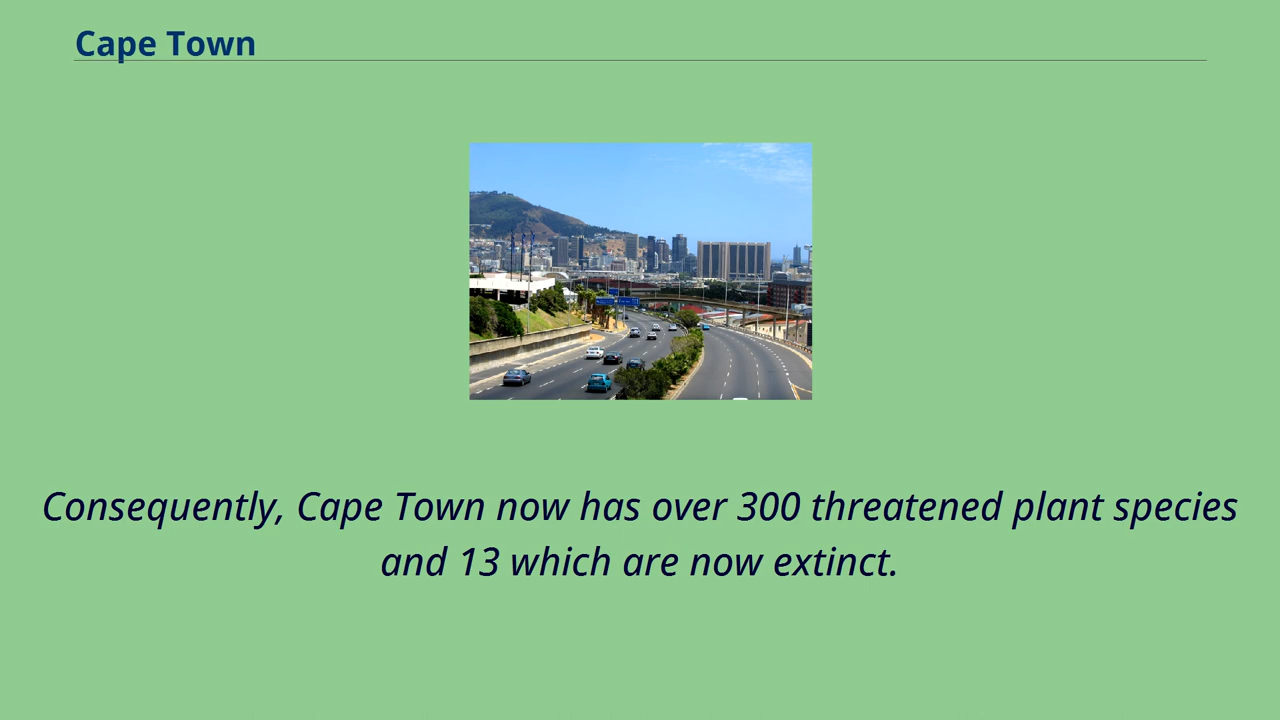 Cape Town
Consequently, Cape Town now has over 300 threatened plant species
and 13 which are now extinct.